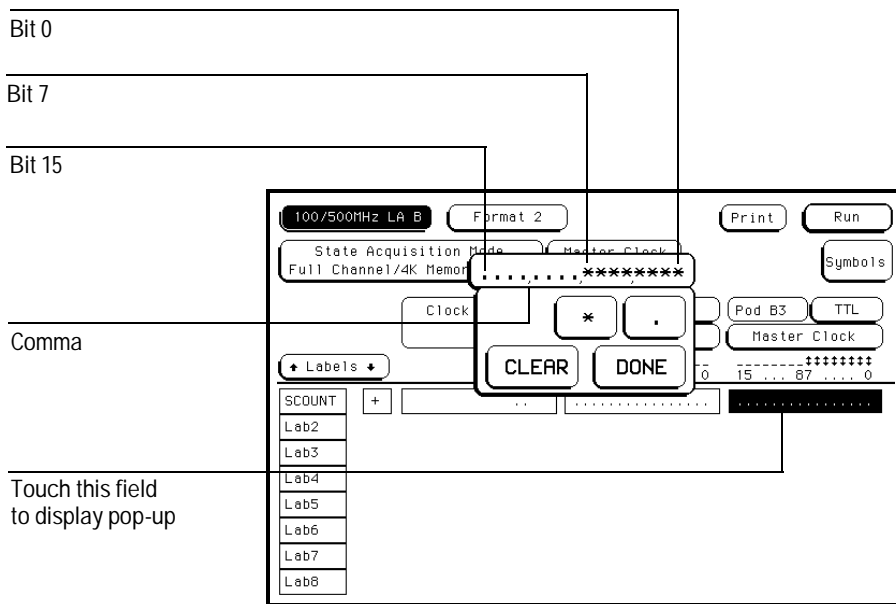 Bit 0
Bit 7
Bit 15
100/500MHz LA B Format 2 Print Run
State Acquisition Mode Master Clock
Full Channel/4K Memor Symbols
....,....,****,****
Clock Pod B3 TTL
* .
Comma
Master Clock
Labels CLEAR DONE
0 15 ... 87 .... 0
SCOUNT + .. ................ ................
Lab2
Lab3
Lab4
Touch this field
to display pop-up
Lab5
Lab6
Lab7
Lab8